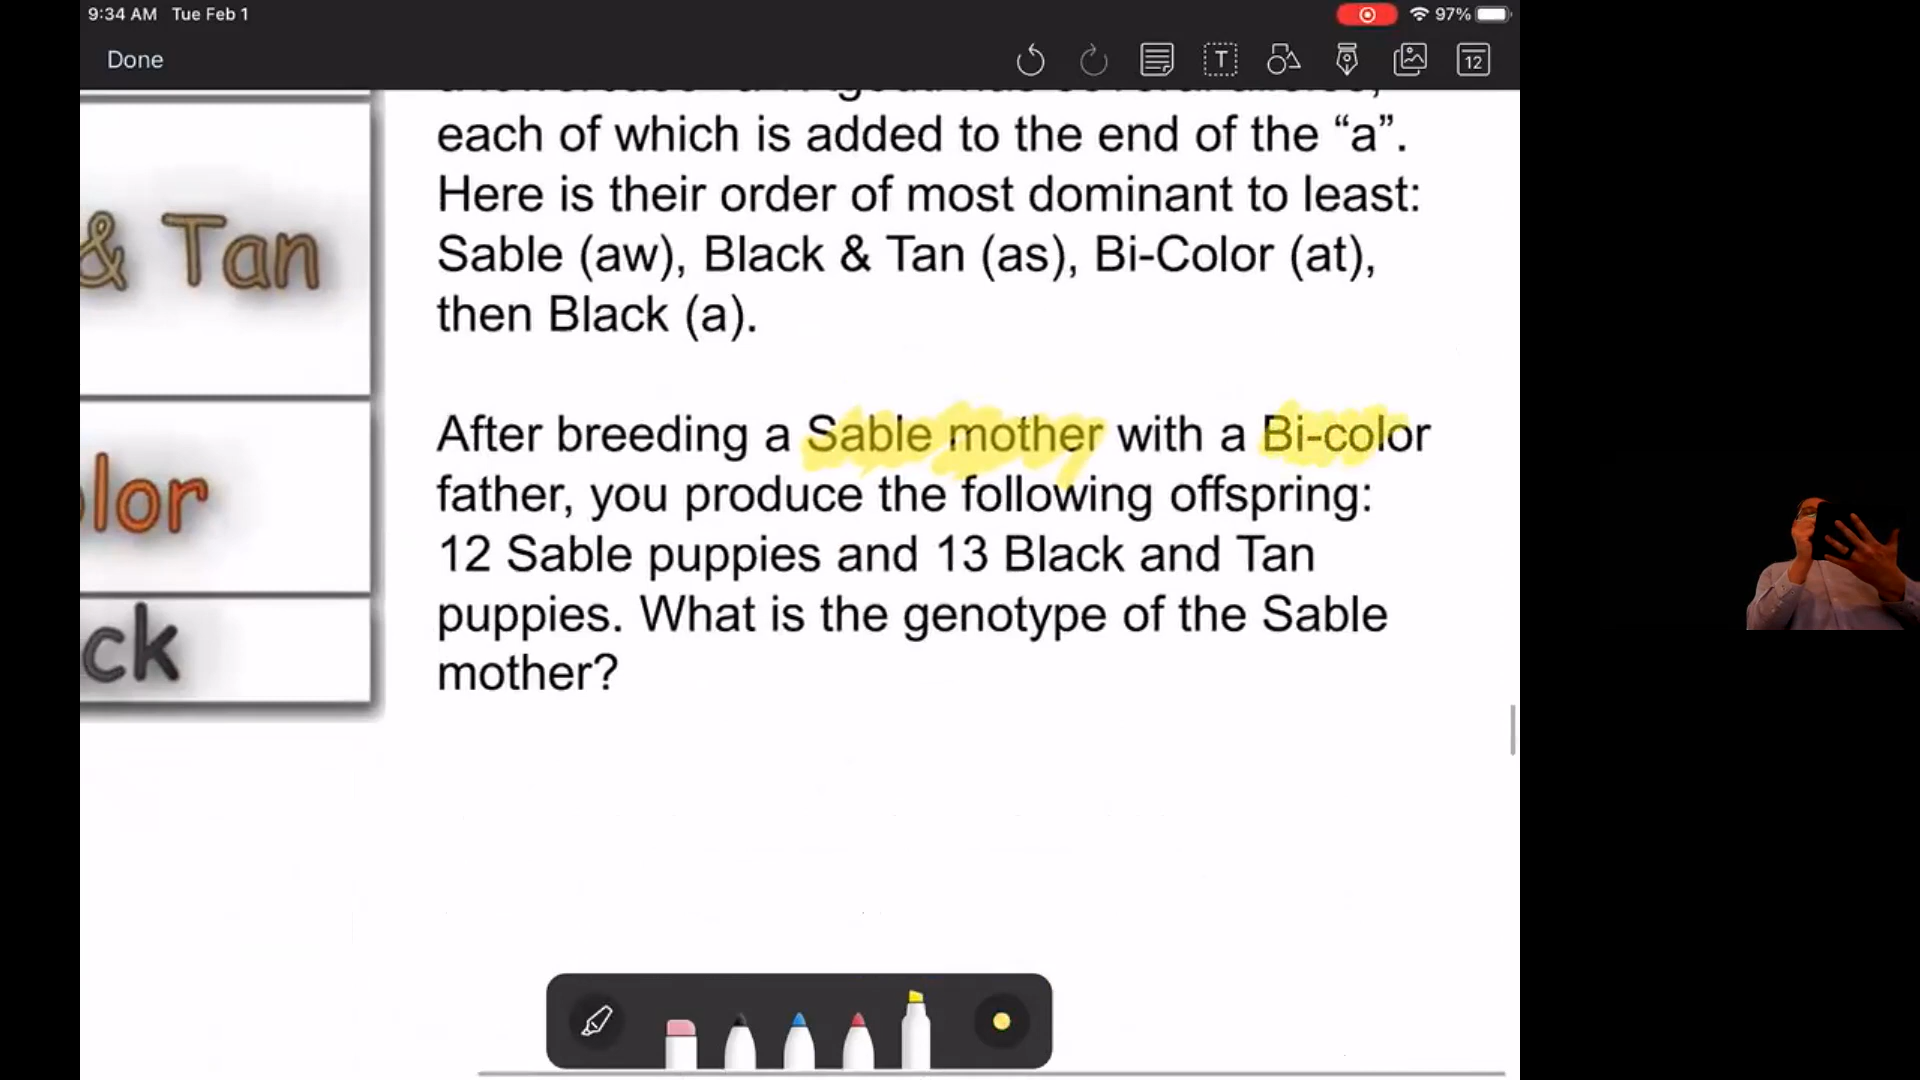 9:34 AM Tue Feb 1
97%
Done
T
12
each of which is added to the end of the “a”.
Here is their order of most dominant to least:
Sable (aw), Black & Tan (as), Bi-Color (at),
then Black (a).
& Tan
After breeding a Sable mother with a Bi-color
father, you produce the following offspring:
12 Sable puppies and 13 Black and Tan
puppies. What is the genotype of the Sable
mother?
lor
ck